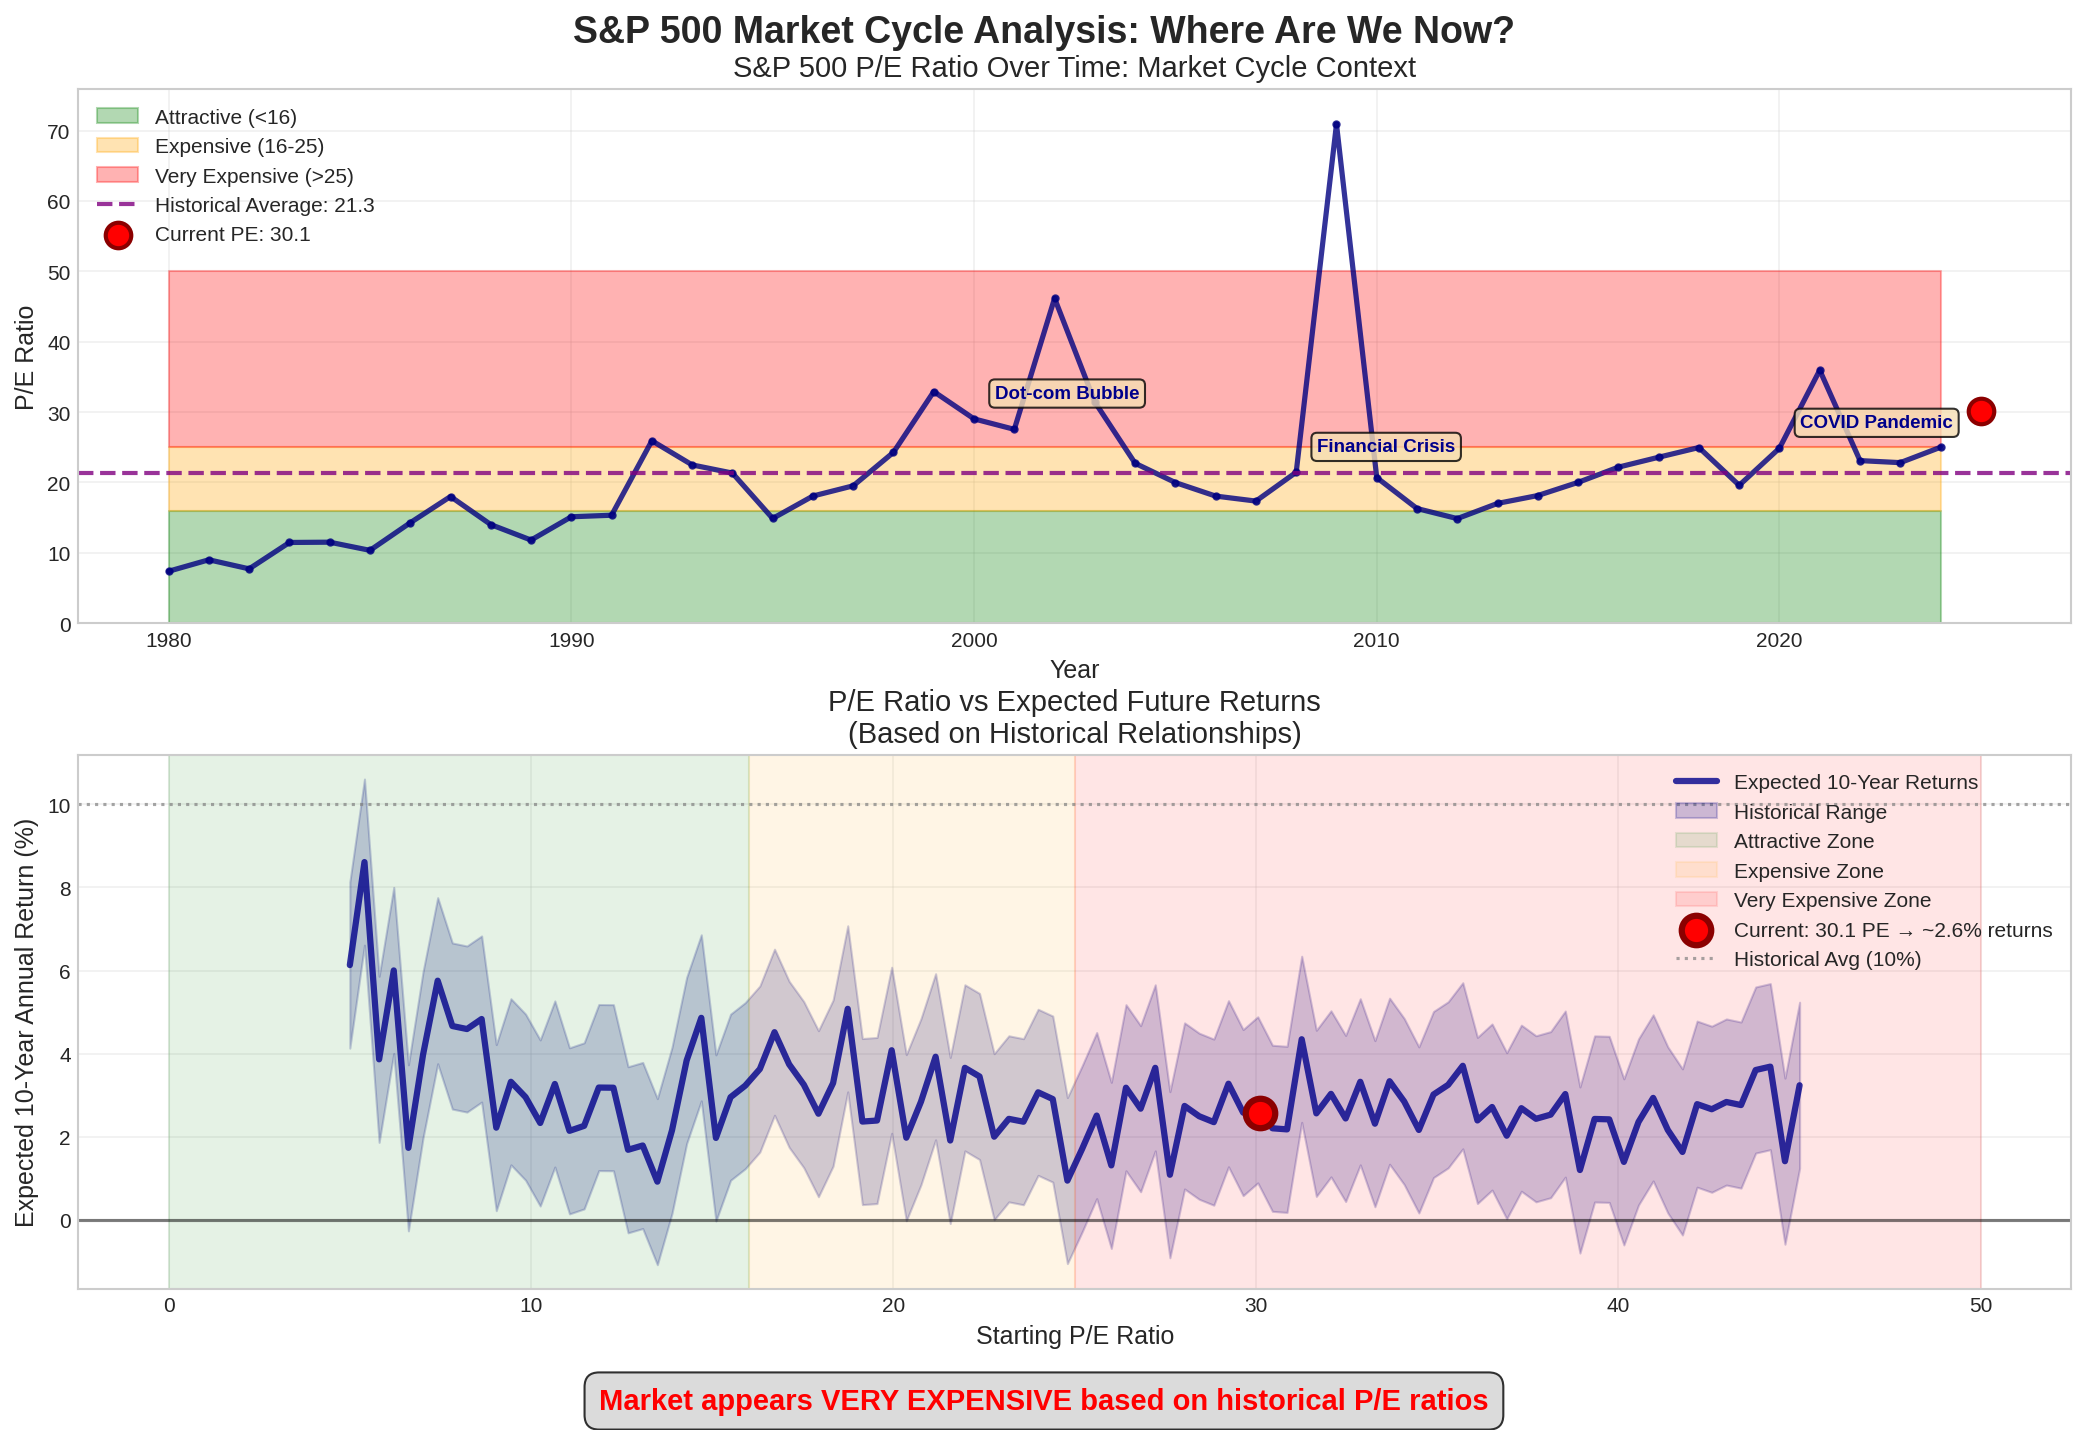 S&P 500 Market Cycle Analysis: Where Are We Now?
S&P 500 P/E Ratio Over Time: Market Cycle Context
Attractive (<16)
Expensive (16-25)
Very Expensive (>25)
Historical Average: 21.3
Current PE: 30.1
P/E Ratio
70
60
50
40
30
20
10
0
Dot-com Bubble
Financial Crisis
COVID Pandemic
1980
1990
2000
2010
2020
Year
P/E Ratio vs Expected Future Returns
(Based on Historical Relationships)
Expected 10-Year Returns
Historical Range
Attractive Zone
Expensive Zone
Very Expensive Zone
Current: 30.1 PE → ~2.6% returns
Historical Avg (10%)
Expected 10-Year Annual Return (%)
10
8
6
4
2
0
0
10
20
30
40
50
Starting P/E Ratio
Market appears VERY EXPENSIVE based on historical P/E ratios